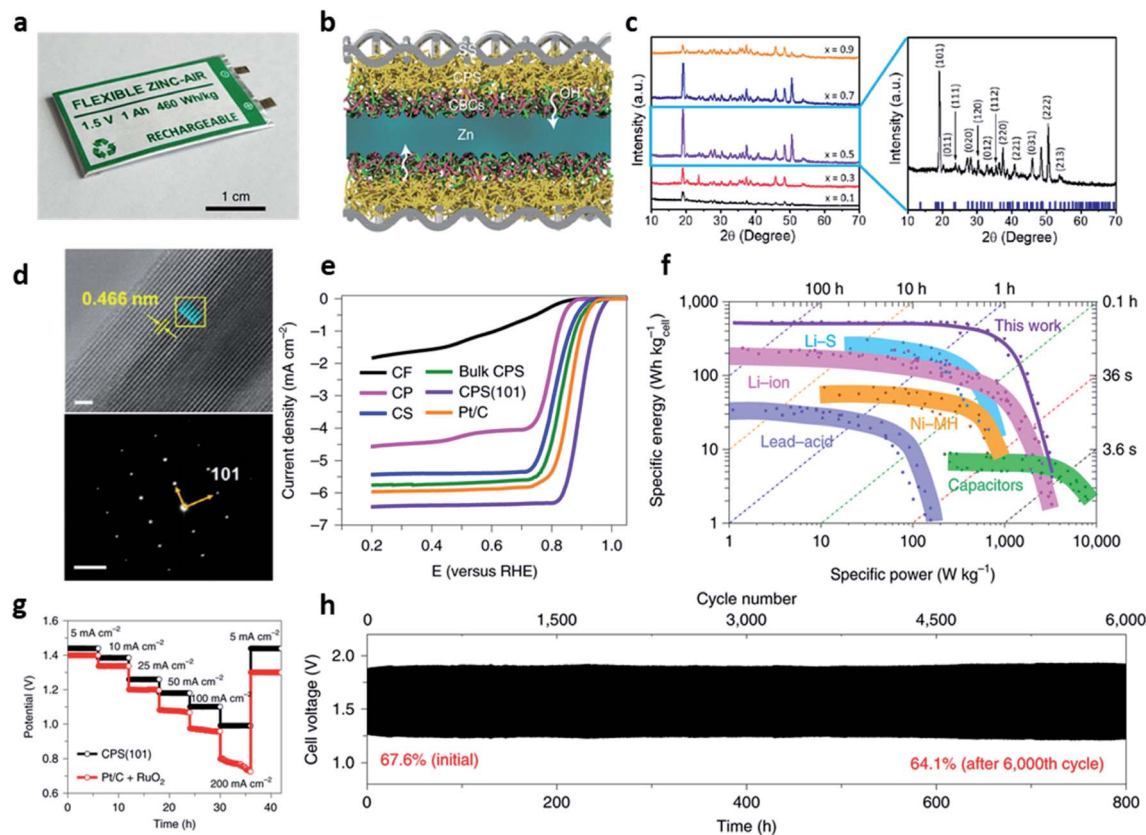 a
FLEXIBLE ZINC-AIR
1.5 V 1 Ah 460 Wh/kg
RECHARGEABLE
1 cm
b
SS
CPS
CBCs
OH⁻
Zn
c
Intensity (a.u.)
x = 0.9
x = 0.7
x = 0.5
x = 0.3
x = 0.1
10 20 30 40 50 60 70
2θ (Degree)
Intensity (a.u.)
(101)
(011)
(111)
(020)
(120)
(012)
(112)
(220)
(221)
(031)
(222)
(213)
10 20 30 40 50 60 70
2θ (Degree)
d
0.466 nm
101
e
Current density (mA cm⁻²)
0
−1
−2
−3
−4
−5
−6
−7
CF
CP
CS
Bulk CPS
CPS(101)
Pt/C
0.2 0.4 0.6 0.8 1.0
E (versus RHE)
f
100 h 10 h 1 h 0.1 h
36 s
3.6 s
Specific energy (Wh kg⁻¹cell)
1,000
100
10
1
This work
Li–S
Li–ion
Ni–MH
Lead–acid
Capacitors
1 10 100 1,000 10,000
Specific power (W kg⁻¹)
g
Potential (V)
1.6
1.4
1.2
1.0
0.8
0.6
5 mA cm⁻²
10 mA cm⁻²
25 mA cm⁻²
50 mA cm⁻²
100 mA cm⁻²
200 mA cm⁻²
5 mA cm⁻²
CPS(101)
Pt/C + RuO₂
0 10 20 30 40
Time (h)
h
Cycle number
0 1,500 3,000 4,500 6,000
Cell voltage (V)
2.0
1.5
1.0
67.6% (initial)
64.1% (after 6,000th cycle)
0 200 400 600 800
Time (h)